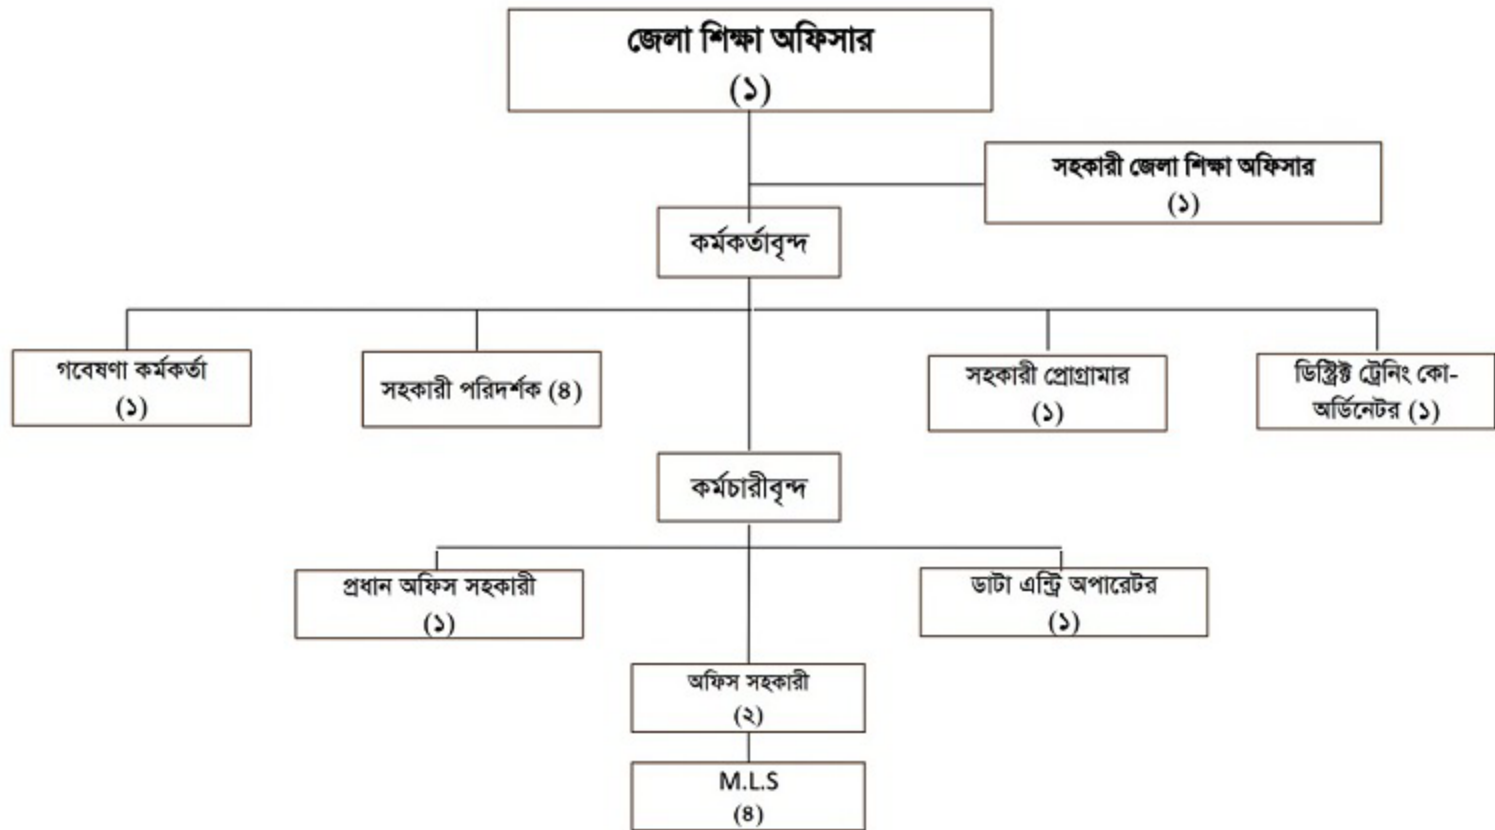 জেলা শিক্ষা অফিসার
(১)
সহকারী জেলা শিক্ষা অফিসার
(১)
কর্মকর্তাবৃন্দ
গবেষণা কর্মকর্তা
(১)
সহকারী পরিদর্শক (৪)
সহকারী প্রোগ্রামার
(১)
ডিস্ট্রিক্ট ট্রেনিং কো-
অর্ডিনেটর (১)
কর্মচারীবৃন্দ
প্রধান অফিস সহকারী
(১)
ডাটা এন্ট্রি অপারেটর
(১)
অফিস সহকারী
(২)
M.L.S
(৪)